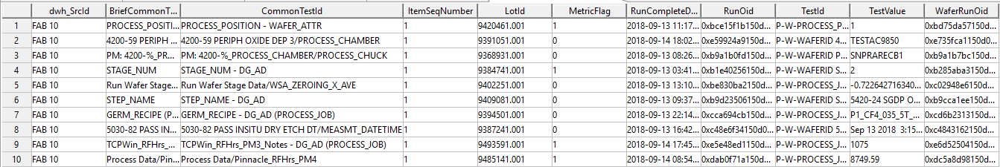 dwh_SrcId BriefCommonT... CommonTestId ItemSeqNumber LotId MetricFlag RunCompleteD... RunOid TestId TestValue WaferRunOid
1 FAB 10 PROCESS_POSITI... PROCESS_POSITION - WAFER_ATTR 1 9420461.001 1 2018-09-13 11:17... 0xbce15f1b150d... P-W-PROCESS_P... 1 0xbd75da57150d...
2 FAB 10 4200-59 PERIPH ... 4200-59 PERIPH OXIDE DEP 3/PROCESS_CHAMBER 1 9391051.001 0 2018-09-14 18:02... 0xe59924a9150d... P-W-WAFERID 4... TESTAC9850 0xe735fca1150d0...
3 FAB 10 PM: 4200-%_PR... PM: 4200-%_PROCESS_CHAMBER/PROCESS_CHUCK 1 9368931.001 0 2018-09-13 08:26... 0xb9a1b0fd150d... P-W-WAFERID P... SNPRARECB1 0xb9a1b7bc150d...
4 FAB 10 STAGE_NUM STAGE_NUM - DG_AD 1 9384741.001 1 2018-09-13 03:41... 0xb1e40256150d... P-W-WAFERID S... 2 0xb285aba3150d...
5 FAB 10 Run Wafer Stage... Run Wafer Stage Data/WSA_ZEROING_X_AVE 1 9402251.001 0 2018-09-13 13:10... 0xbe830ba2150d... P-W-PROCESS_J... -0.722642716340... 0xc02948e6150d...
6 FAB 10 STEP_NAME STEP_NAME - DG_AD 1 9409081.001 0 2018-09-13 09:37... 0xb9d23506150d... P-W-WAFERID S... 5420-24 SGDP O... 0xb9cca1ee150d...
7 FAB 10 GERM_RECIPE (P... GERM_RECIPE - DG_AD (PROCESS_JOB) 1 9394501.001 0 2018-09-13 22:14... 0xcca694cb150d... P-W-PROCESS_J... P1_CF4_035_5T_... 0xcd6b2313150d...
8 FAB 10 5030-82 PASS IN... 5030-82 PASS INSITU DRY ETCH DT/MEASMT_DATETIME 1 9387241.001 0 2018-09-13 16:42... 0xc48e6f34150d0... P-W-WAFERID 5... Sep 13 2018 3:15... 0xc4843162150d...
9 FAB 10 TCPWin_RFHrs_... TCPWin_RFHrs_PM3_Notes - DG_AD (PROCESS_JOB) 1 9493591.001 1 2018-09-14 17:45... 0xe5e48ed1150d... P-W-PROCESS_J... 1075 0xe6d52504150d...
10 FAB 10 Process Data/Pinn... Process Data/Pinnacle_RFHrs_PM4 1 9485141.001 1 2018-09-14 08:54... 0xdab0f71a150d... P-W-PROCESS_J... 8749.59 0xdc5a8d98150d...